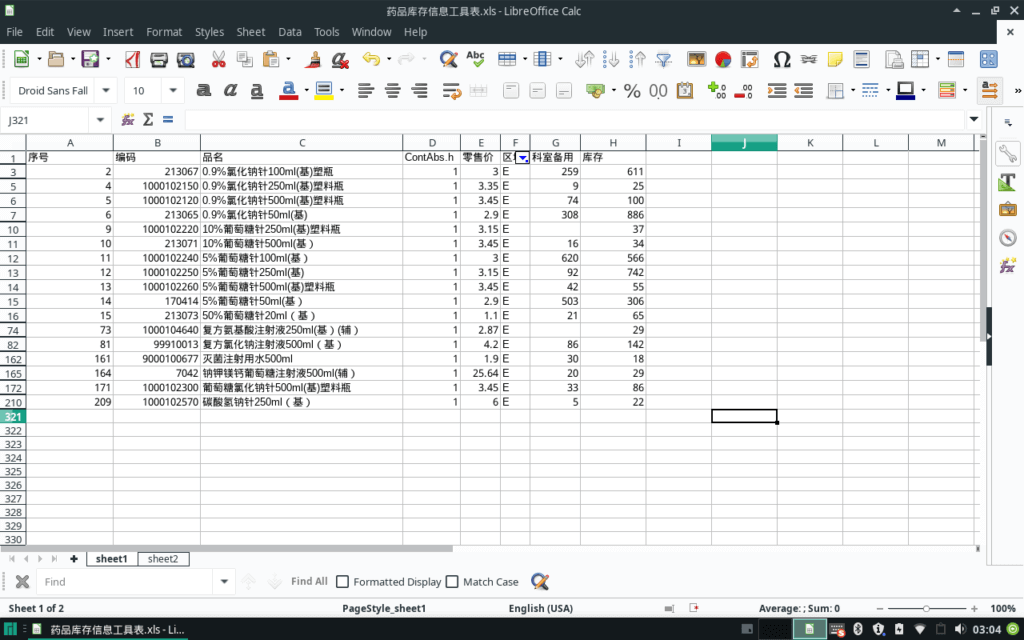 药品库存信息工具表.xls - LibreOffice Calc
File Edit View Insert Format Styles Sheet Data Tools Window Help
Droid Sans Fall 10
J321
A B C D E F G H I J K L M
1 序号 编码 品名 ContAbs.h 零售价 区 科室备用 库存
3 2 213067 0.9%氯化钠针100ml(基)塑瓶 1 3 E 259 611
5 4 1000102150 0.9%氯化钠针250ml(基)塑料瓶 1 3.35 E 9 25
6 5 1000102120 0.9%氯化钠针500ml(基)塑料瓶 1 3.45 E 74 100
7 6 213065 0.9%氯化钠针50ml(基) 1 2.9 E 308 886
10 9 1000102220 10%葡萄糖针250ml(基)塑料瓶 1 3.15 E 37
11 10 213071 10%葡萄糖针500ml(基） 1 3.45 E 16 34
12 11 1000102240 5%葡萄糖针100ml(基） 1 3 E 620 566
13 12 1000102250 5%葡萄糖针250ml(基) 1 3.15 E 92 742
14 13 1000102260 5%葡萄糖针500ml(基)塑料瓶 1 3.45 E 42 55
15 14 170414 5%葡萄糖针50ml(基） 1 2.9 E 503 306
16 15 213073 50%葡萄糖针20ml（基） 1 1.1 E 21 65
74 73 1000104640 复方氨基酸注射液250ml(基）(辅） 1 2.87 E 29
82 81 99910013 复方氯化钠注射液500ml（基） 1 4.2 E 86 142
162 161 9000100677 灭菌注射用水500ml 1 1.9 E 30 18
165 164 7042 钠钾镁钙葡萄糖注射液500ml(辅） 1 25.64 E 20 29
172 171 1000102300 葡萄糖氯化钠针500ml(基)塑料瓶 1 3.45 E 33 86
210 209 1000102570 碳酸氢钠针250ml（基） 1 6 E 5 22
321
322
323
324
325
326
327
328
329
330
sheet1 sheet2
Find Find All Formatted Display Match Case
Sheet 1 of 2 PageStyle_sheet1 English (USA) Average: ; Sum: 0 100%
药品库存信息工具表.xls - Li... 03:04